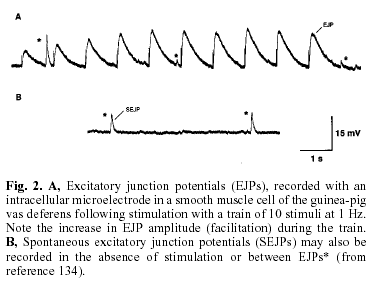 A
EJP
*
*
*
B
SEJP
*
*
15 mV
1 s
Fig. 2. A, Excitatory junction potentials (EJPs), recorded with an
intracellular microelectrode in a smooth muscle cell of the guinea-pig
vas deferens following stimulation with a train of 10 stimuli at 1 Hz.
Note the increase in EJP amplitude (facilitation) during the train.
B, Spontaneous excitatory junction potentials (SEJPs) may also be
recorded in the absence of stimulation or between EJPs* (from
reference 134).